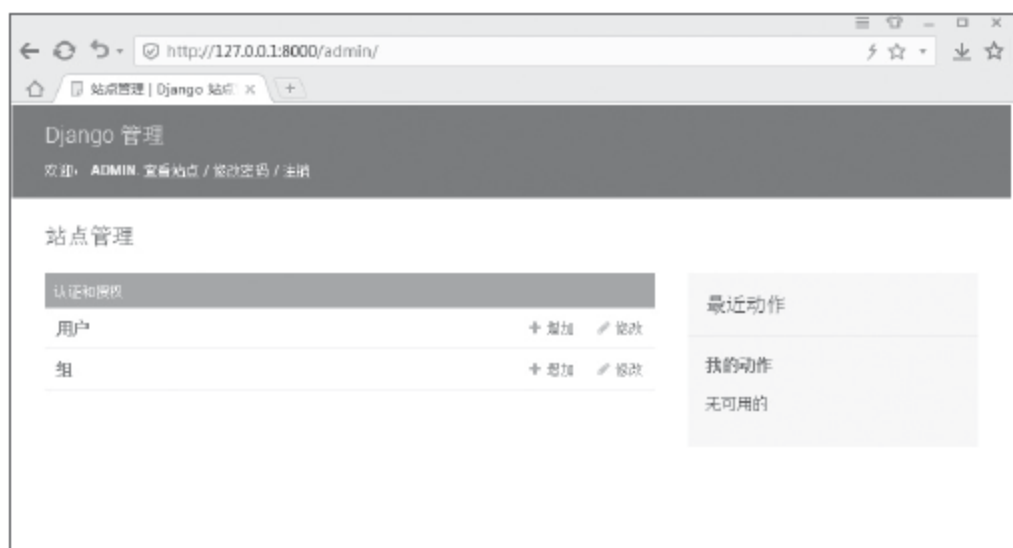 http://127.0.0.1:8000/admin/
站点管理 | Django 站点
Django 管理
欢迎，ADMIN. 查看站点 / 修改密码 / 注销
站点管理
认证和授权
用户
+ 增加 修改
组
+ 增加 修改
最近动作
我的动作
无可用的